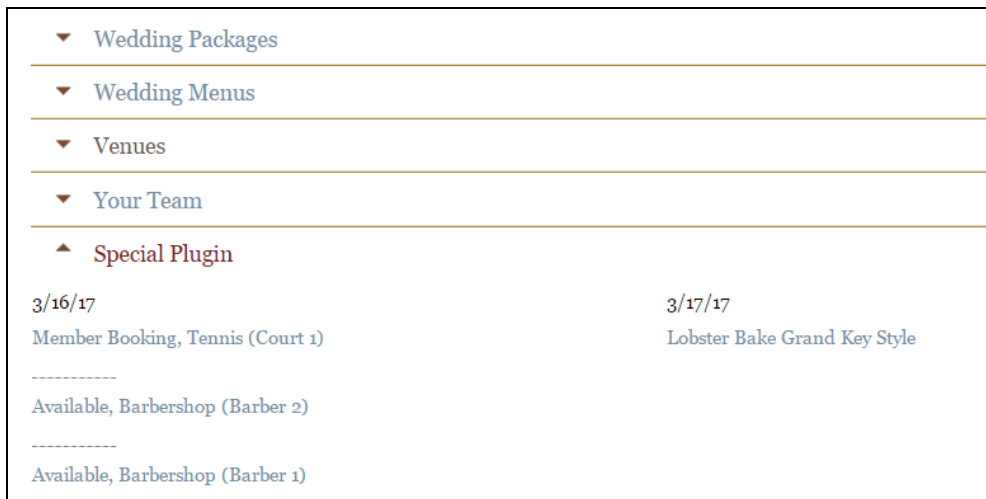 Wedding Packages
Wedding Menus
Venues
Your Team
Special Plugin
3/16/17
Member Booking, Tennis (Court 1)
-----------
Available, Barbershop (Barber 2)
-----------
Available, Barbershop (Barber 1)
3/17/17
Lobster Bake Grand Key Style